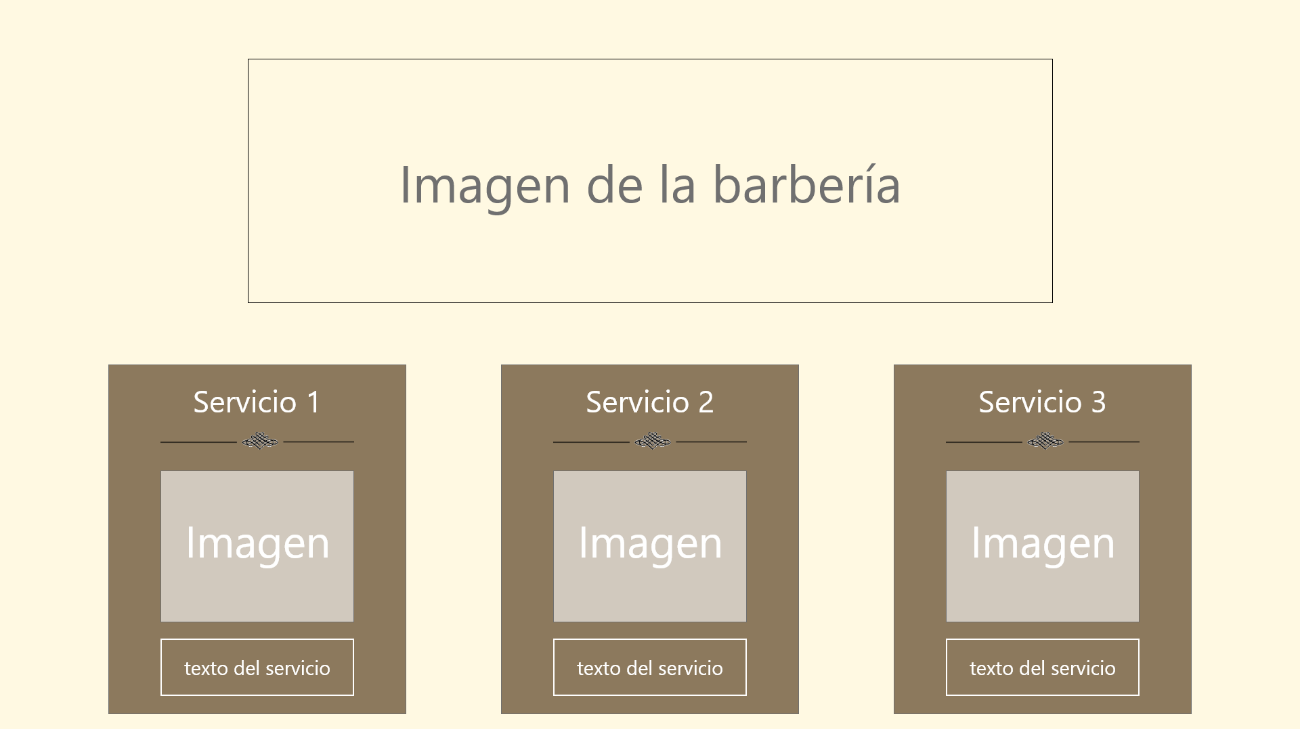 Imagen de la barbería
Servicio 1
Servicio 2
Servicio 3
Imagen
Imagen
Imagen
texto del servicio
texto del servicio
texto del servicio